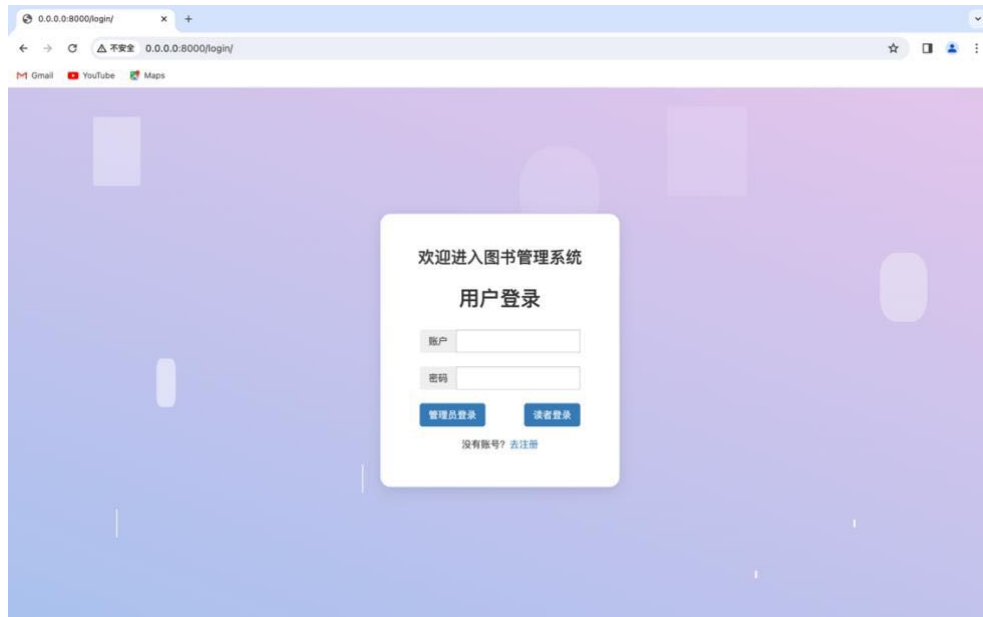 0.0.0.0:8000/login/
不安全 0.0.0.0:8000/login/
Gmail YouTube Maps
欢迎进入图书管理系统
用户登录
账户
密码
管理员登录 读者登录
没有账号? 去注册